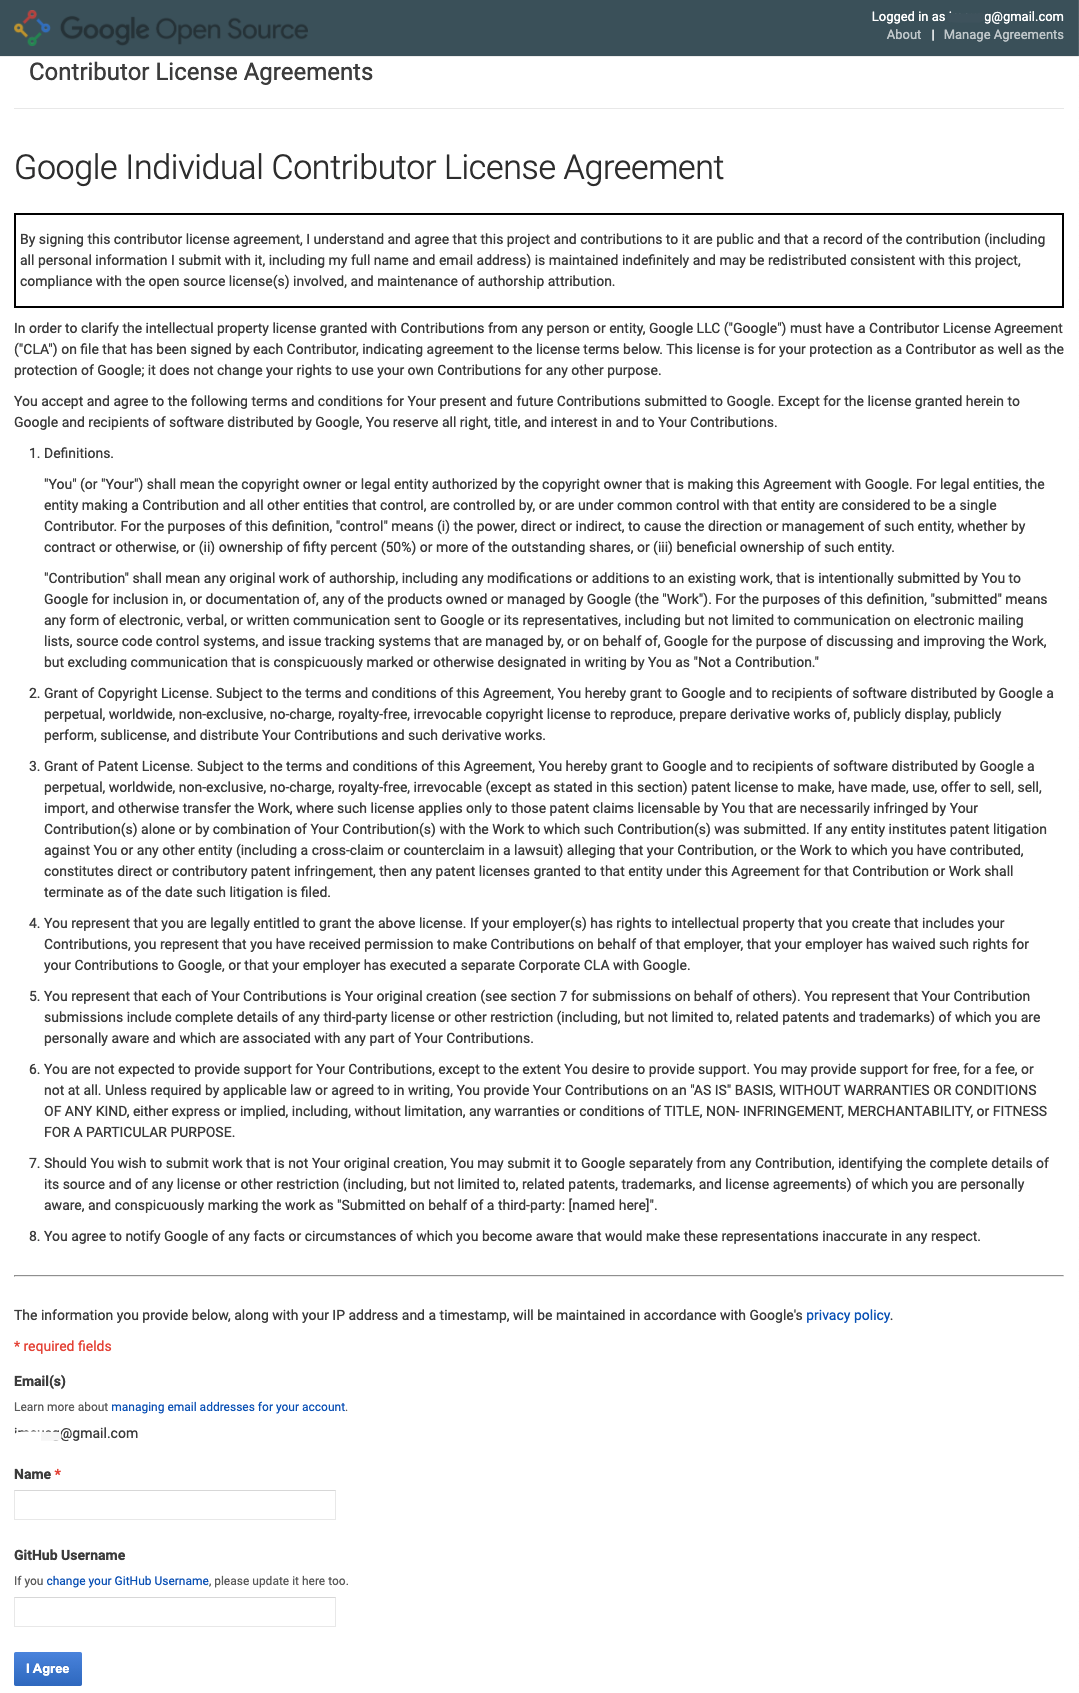 Google Open Source
Logged in as g@gmail.com
About | Manage Agreements
Contributor License Agreements
Google Individual Contributor License Agreement
By signing this contributor license agreement, I understand and agree that this project and contributions to it are public and that a record of the contribution (including
all personal information I submit with it, including my full name and email address) is maintained indefinitely and may be redistributed consistent with this project,
compliance with the open source license(s) involved, and maintenance of authorship attribution.
In order to clarify the intellectual property license granted with Contributions from any person or entity, Google LLC ("Google") must have a Contributor License Agreement
("CLA") on file that has been signed by each Contributor, indicating agreement to the license terms below. This license is for your protection as a Contributor as well as the
protection of Google; it does not change your rights to use your own Contributions for any other purpose.
You accept and agree to the following terms and conditions for Your present and future Contributions submitted to Google. Except for the license granted herein to
Google and recipients of software distributed by Google, You reserve all right, title, and interest in and to Your Contributions.
1. Definitions.
"You" (or "Your") shall mean the copyright owner or legal entity authorized by the copyright owner that is making this Agreement with Google. For legal entities, the
entity making a Contribution and all other entities that control, are controlled by, or are under common control with that entity are considered to be a single
Contributor. For the purposes of this definition, "control" means (i) the power, direct or indirect, to cause the direction or management of such entity, whether by
contract or otherwise, or (ii) ownership of fifty percent (50%) or more of the outstanding shares, or (iii) beneficial ownership of such entity.
"Contribution" shall mean any original work of authorship, including any modifications or additions to an existing work, that is intentionally submitted by You to
Google for inclusion in, or documentation of, any of the products owned or managed by Google (the "Work"). For the purposes of this definition, "submitted" means
any form of electronic, verbal, or written communication sent to Google or its representatives, including but not limited to communication on electronic mailing
lists, source code control systems, and issue tracking systems that are managed by, or on behalf of, Google for the purpose of discussing and improving the Work,
but excluding communication that is conspicuously marked or otherwise designated in writing by You as "Not a Contribution."
2. Grant of Copyright License. Subject to the terms and conditions of this Agreement, You hereby grant to Google and to recipients of software distributed by Google a
perpetual, worldwide, non-exclusive, no-charge, royalty-free, irrevocable copyright license to reproduce, prepare derivative works of, publicly display, publicly
perform, sublicense, and distribute Your Contributions and such derivative works.
3. Grant of Patent License. Subject to the terms and conditions of this Agreement, You hereby grant to Google and to recipients of software distributed by Google a
perpetual, worldwide, non-exclusive, no-charge, royalty-free, irrevocable (except as stated in this section) patent license to make, have made, use, offer to sell, sell,
import, and otherwise transfer the Work, where such license applies only to those patent claims licensable by You that are necessarily infringed by Your
Contribution(s) alone or by combination of Your Contribution(s) with the Work to which such Contribution(s) was submitted. If any entity institutes patent litigation
against You or any other entity (including a cross-claim or counterclaim in a lawsuit) alleging that your Contribution, or the Work to which you have contributed,
constitutes direct or contributory patent infringement, then any patent licenses granted to that entity under this Agreement for that Contribution or Work shall
terminate as of the date such litigation is filed.
4. You represent that you are legally entitled to grant the above license. If your employer(s) has rights to intellectual property that you create that includes your
Contributions, you represent that you have received permission to make Contributions on behalf of that employer, that your employer has waived such rights for
your Contributions to Google, or that your employer has executed a separate Corporate CLA with Google.
5. You represent that each of Your Contributions is Your original creation (see section 7 for submissions on behalf of others). You represent that Your Contribution
submissions include complete details of any third-party license or other restriction (including, but not limited to, related patents and trademarks) of which you are
personally aware and which are associated with any part of Your Contributions.
6. You are not expected to provide support for Your Contributions, except to the extent You desire to provide support. You may provide support for free, for a fee, or
not at all. Unless required by applicable law or agreed to in writing, You provide Your Contributions on an "AS IS" BASIS, WITHOUT WARRANTIES OR CONDITIONS
OF ANY KIND, either express or implied, including, without limitation, any warranties or conditions of TITLE, NON- INFRINGEMENT, MERCHANTABILITY, or FITNESS
FOR A PARTICULAR PURPOSE.
7. Should You wish to submit work that is not Your original creation, You may submit it to Google separately from any Contribution, identifying the complete details of
its source and of any license or other restriction (including, but not limited to, related patents, trademarks, and license agreements) of which you are personally
aware, and conspicuously marking the work as "Submitted on behalf of a third-party: [named here]".
8. You agree to notify Google of any facts or circumstances of which you become aware that would make these representations inaccurate in any respect.
The information you provide below, along with your IP address and a timestamp, will be maintained in accordance with Google's privacy policy.
* required fields
Email(s)
Learn more about managing email addresses for your account.
@gmail.com
Name *
GitHub Username
If you change your GitHub Username, please update it here too.
I Agree